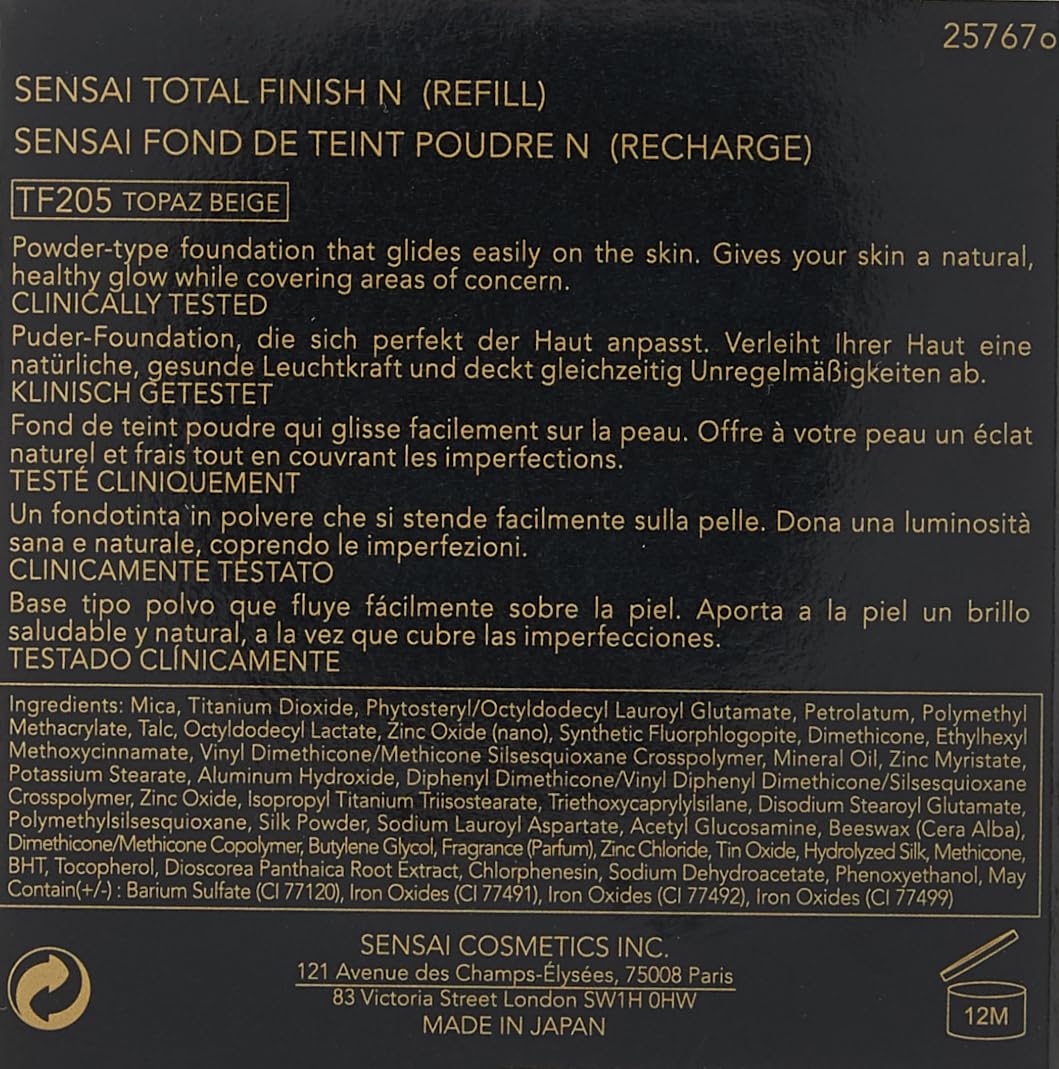 25767o
SENSAI TOTAL FINISH N (REFILL)
SENSAI FOND DE TEINT POUDRE N (RECHARGE)
TF205 TOPAZ BEIGE
Powder-type foundation that glides easily on the skin. Gives your skin a natural,
healthy glow while covering areas of concern.
CLINICALLY TESTED
Puder-Foundation, die sich perfekt der Haut anpasst. Verleiht Ihrer Haut eine
natürliche, gesunde Leuchtkraft und deckt gleichzeitig Unregelmäßigkeiten ab.
KLINISCH GETESTET
Fond de teint poudre qui glisse facilement sur la peau. Offre à votre peau un éclat
naturel et frais tout en couvrant les imperfections.
TESTÉ CLINIQUEMENT
Un fondotinta in polvere che si stende facilmente sulla pelle. Dona una luminosità
sana e naturale, coprendo le imperfezioni.
CLINICAMENTE TESTATO
Base tipo polvo que fluye fácilmente sobre la piel. Aporta a la piel un brillo
saludable y natural, a la vez que cubre las imperfecciones.
TESTADO CLÍNICAMENTE
Ingredients: Mica, Titanium Dioxide, Phytosteryl/Octyldodecyl Lauroyl Glutamate, Petrolatum, Polymethyl
Methacrylate, Talc, Octyldodecyl Lactate, Zinc Oxide (nano), Synthetic Fluorphlogopite, Dimethicone, Ethylhexyl
Methoxycinnamate, Vinyl Dimethicone/Methicone Silsesquioxane Crosspolymer, Mineral Oil, Zinc Myristate,
Potassium Stearate, Aluminum Hydroxide, Diphenyl Dimethicone/Vinyl Diphenyl Dimethicone/Silsesquioxane
Crosspolymer, Zinc Oxide, Isopropyl Titanium Triisostearate, Triethoxycaprylylsilane, Disodium Stearoyl Glutamate,
Polymethylsilsesquioxane, Silk Powder, Sodium Lauroyl Aspartate, Acetyl Glucosamine, Beeswax (Cera Alba),
Dimethicone/Methicone Copolymer, Butylene Glycol, Fragrance (Parfum), Zinc Chloride, Tin Oxide, Hydrolyzed Silk, Methicone,
BHT, Tocopherol, Dioscorea Panthaica Root Extract, Chlorphenesin, Sodium Dehydroacetate, Phenoxyethanol, May
Contain(+/-) : Barium Sulfate (CI 77120), Iron Oxides (CI 77491), Iron Oxides (CI 77492), Iron Oxides (CI 77499)
SENSAI COSMETICS INC.
121 Avenue des Champs-Élysées, 75008 Paris
83 Victoria Street London SW1H 0HW
MADE IN JAPAN
12M